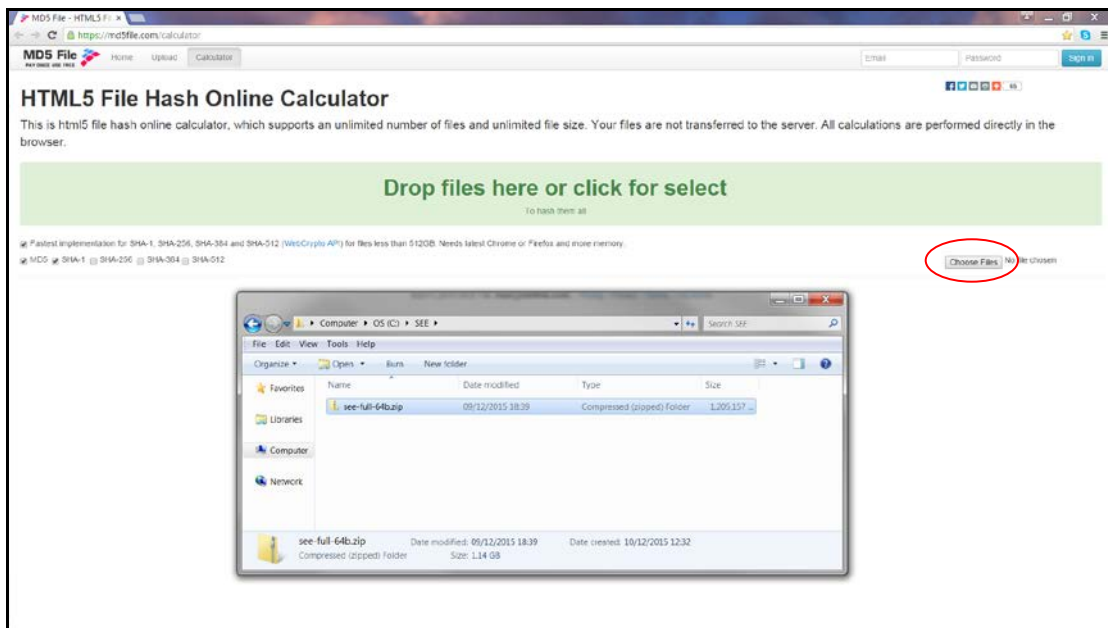 MD5 File - HTML5 Fi
https://md5file.com/calculator
MD5 File Home Upload Calculator Email Password Sign in
PAY ONCE USE FREE
HTML5 File Hash Online Calculator
This is html5 file hash online calculator, which supports an unlimited number of files and unlimited file size. Your files are not transferred to the server. All calculations are performed directly in the
browser.
Drop files here or click for select
To hash them all
Fastest implementation for SHA-1, SHA-256, SHA-384 and SHA-512 (WebCrypto API) for files less than 512GB. Needs latest Chrome or Firefox and more memory.
MD5 SHA-1 SHA-256 SHA-384 SHA-512 Choose Files No file chosen
Computer OS (C:) SEE Search SEE
File Edit View Tools Help
Organize Open Burn New folder
Favorites Name Date modified Type Size
see-full-64b.zip 09/12/2015 18:39 Compressed (zipped) Folder 1,205,157 ...
Libraries
Computer
Network
see-full-64b.zip Date modified: 09/12/2015 18:39 Date created: 10/12/2015 12:32
Compressed (zipped) Folder Size: 1.14 GB